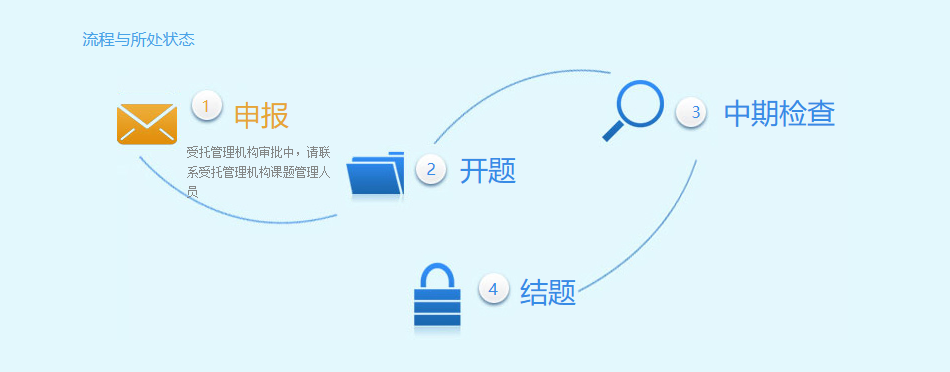 流程与所处状态
1 申报
受托管理机构审批中，请联
系受托管理机构课题管理人
员
2 开题
3 中期检查
4 结题